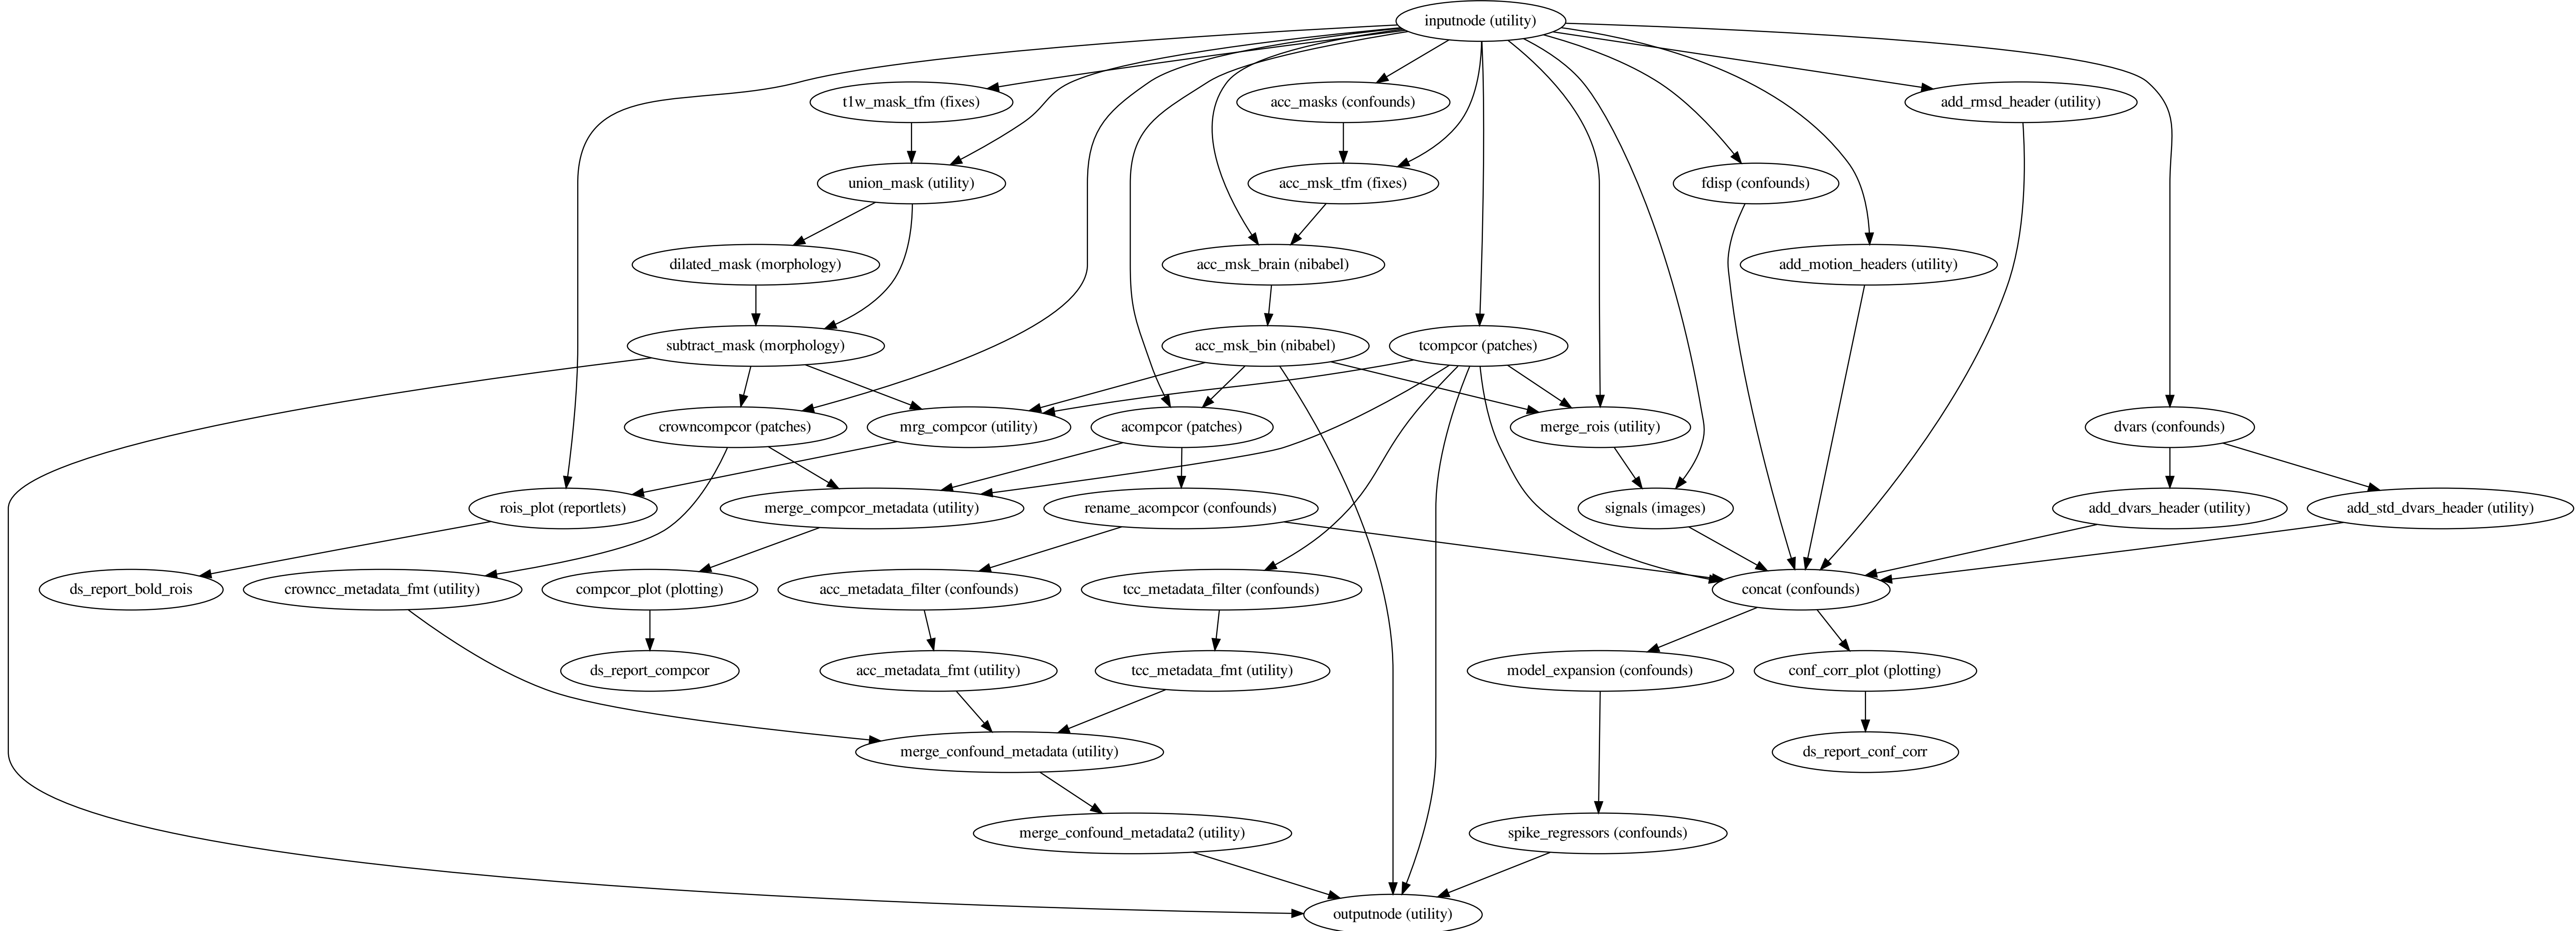 inputnode (utility)
t1w_mask_tfm (fixes)
acc_masks (confounds)
add_rmsd_header (utility)
union_mask (utility)
acc_msk_tfm (fixes)
fdisp (confounds)
dilated_mask (morphology)
acc_msk_brain (nibabel)
add_motion_headers (utility)
subtract_mask (morphology)
acc_msk_bin (nibabel)
tcompcor (patches)
crowncompcor (patches)
mrg_compcor (utility)
acompcor (patches)
merge_rois (utility)
dvars (confounds)
rois_plot (reportlets)
merge_compcor_metadata (utility)
rename_acompcor (confounds)
signals (images)
add_dvars_header (utility)
add_std_dvars_header (utility)
ds_report_bold_rois
crowncc_metadata_fmt (utility)
compcor_plot (plotting)
acc_metadata_filter (confounds)
tcc_metadata_filter (confounds)
concat (confounds)
ds_report_compcor
acc_metadata_fmt (utility)
tcc_metadata_fmt (utility)
model_expansion (confounds)
conf_corr_plot (plotting)
merge_confound_metadata (utility)
ds_report_conf_corr
merge_confound_metadata2 (utility)
spike_regressors (confounds)
outputnode (utility)